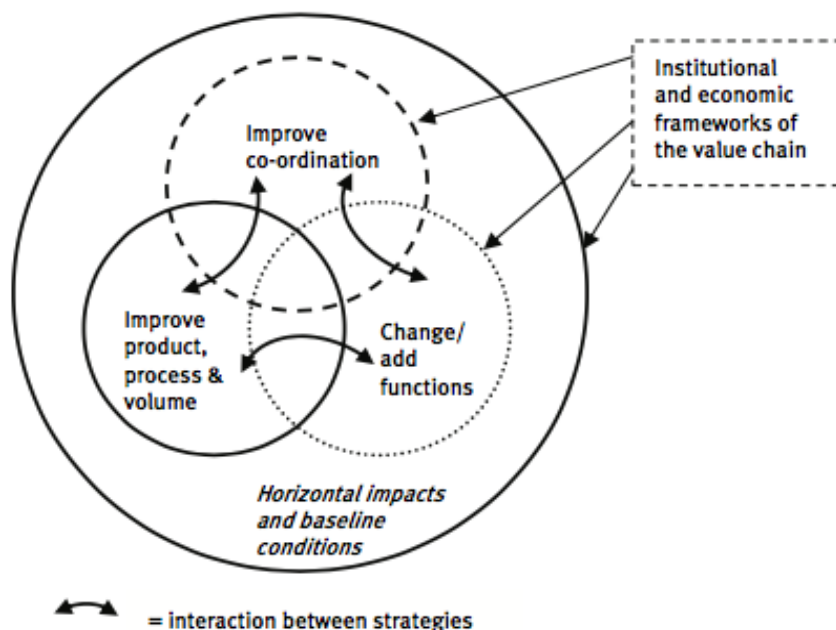 Improve
co-ordination
Institutional
and economic
frameworks of
the value chain
Improve
product,
process &
volume
Change/
add
functions
Horizontal impacts
and baseline
conditions
= interaction between strategies